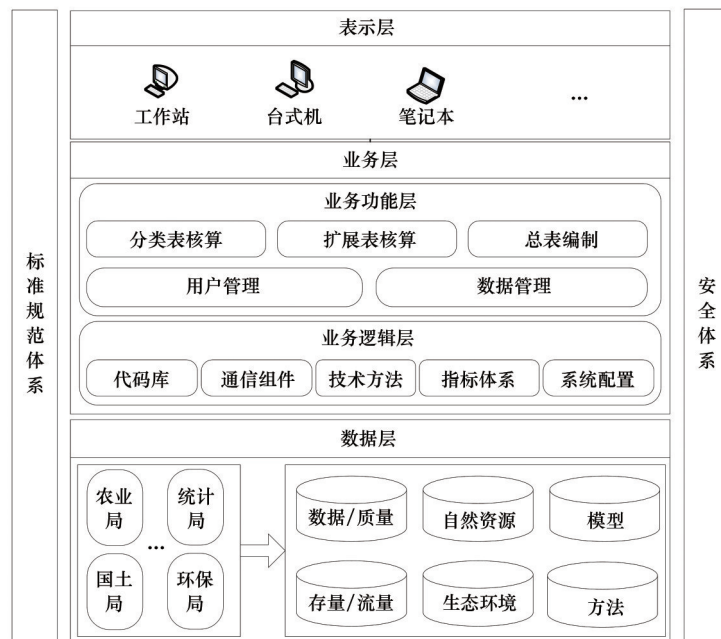 表示层
工作站
台式机
笔记本
...
业务层
业务功能层
分类表核算
扩展表核算
总表编制
用户管理
数据管理
业务逻辑层
代码库
通信组件
技术方法
指标体系
系统配置
数据层
农业
局
统计
局
...
国土
局
环保
局
数据/质量
自然资源
模型
存量/流量
生态环境
方法
标
准
规
范
体
系
安
全
体
系